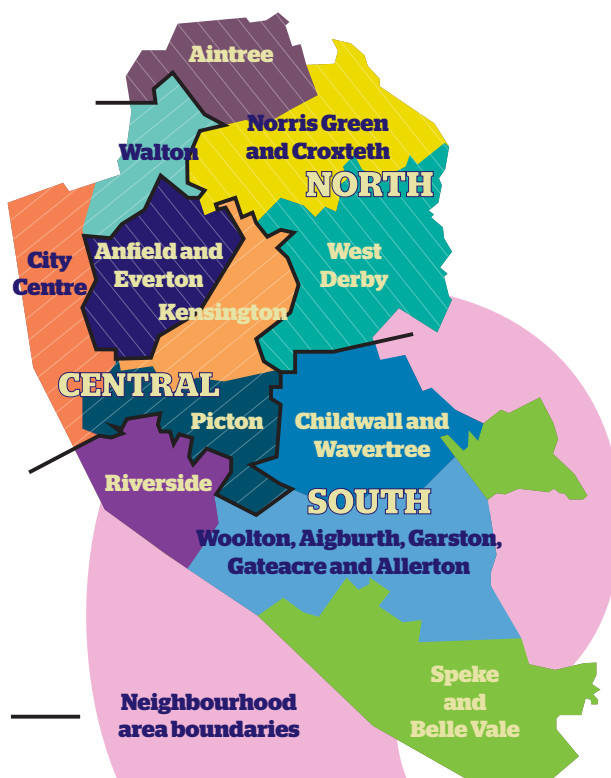 Aintree
Norris Green
and Croxteth
Walton
NORTH
City
Centre
Anfield and
Everton
West
Derby
Kensington
CENTRAL
Picton
Childwall and
Wavertree
Riverside
SOUTH
Woolton, Aigburth, Garston,
Gateacre and Allerton
Speke
and
Belle Vale
Neighbourhood
area boundaries